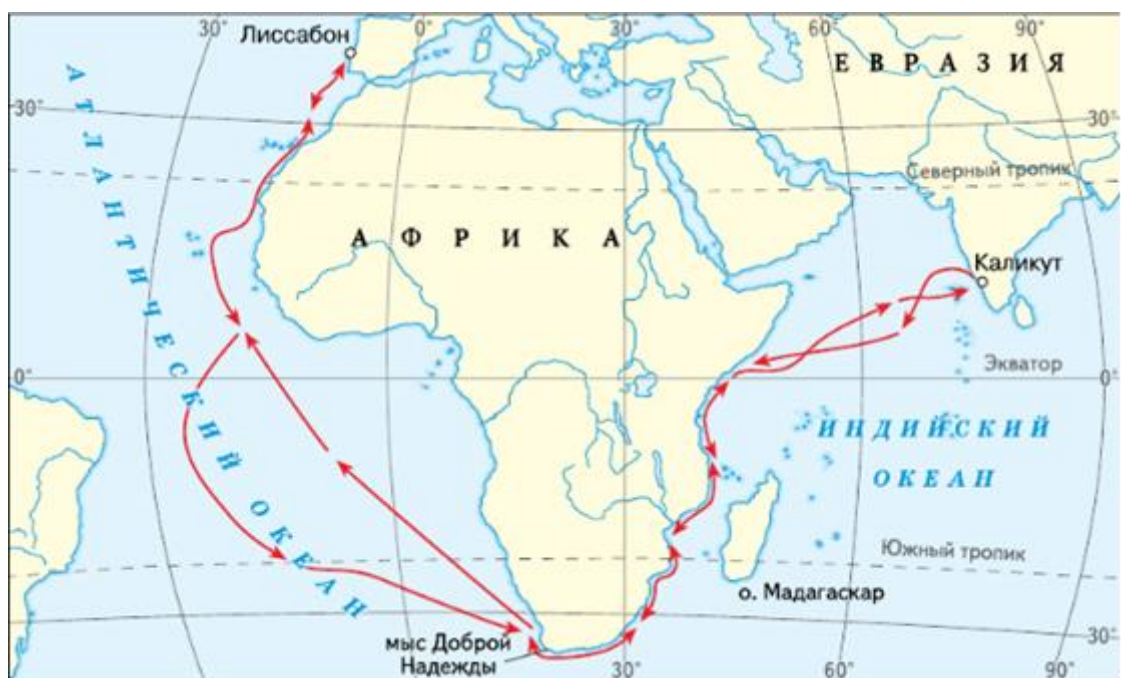 30°
0°
30°
60°
90°
Лиссабон
ЕВРАЗИЯ
АТЛАНТИЧЕСКИЙ ОКЕАН
30°
30°
Северный тропик
АФРИКА
Каликут
Экватор
0°
0°
ИНДИЙСКИЙ
ОКЕАН
Южный тропик
о. Мадагаскар
мыс Доброй
Надежды
30°
30°
60°
90°